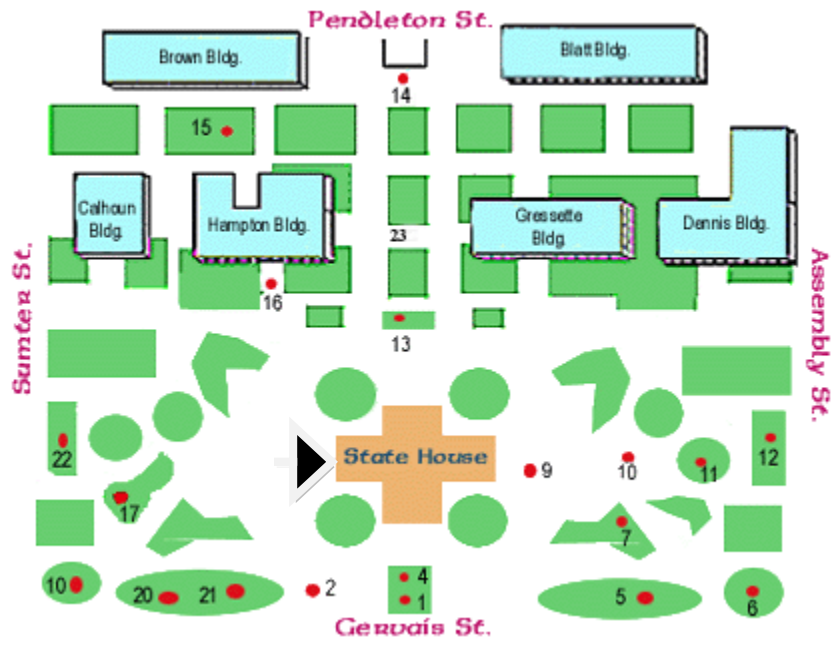 Pendleton St.
Brown Bldg.
Blatt Bldg.
14
15
Calhoun
Bldg.
Hampton Bldg.
Gressette
Bldg.
Dennis Bldg.
23
16
13
Sumter St.
Assembly St.
State House
22
17
9
10
11
12
7
10
20
21
2
4
1
5
6
Gervais St.